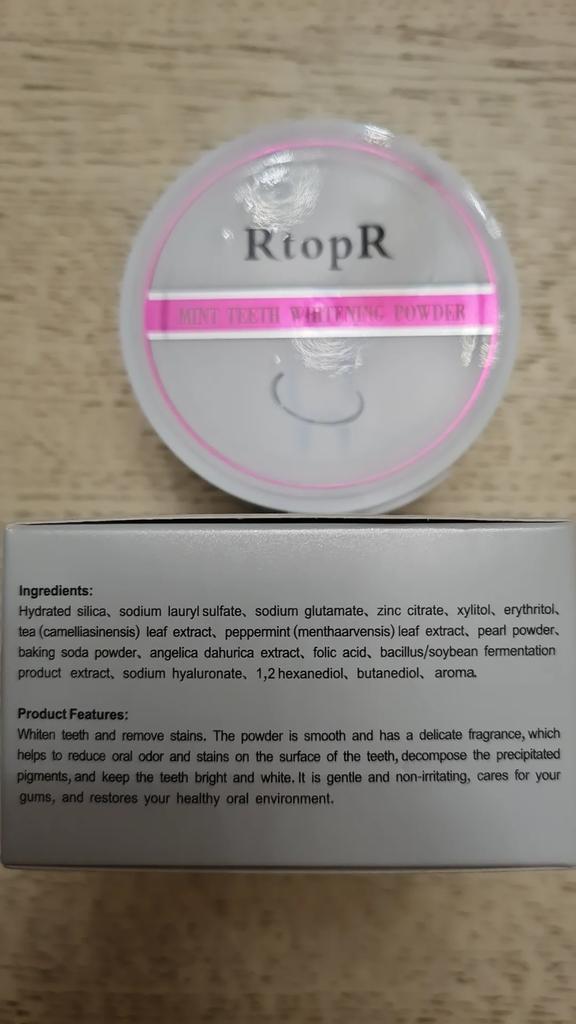 RtopR
MINT TEETH WHITENING POWDER
Ingredients:
Hydrated silica、sodium lauryl sulfate、sodium glutamate、zinc citrate、xylitol、erythritol、
tea (camelliasinensis) leaf extract、peppermint (menthaarvensis) leaf extract、pearl powder、
baking soda powder、angelica dahurica extract、folic acid、bacillus/soybean fermentation
product extract、sodium hyaluronate、1,2 hexanediol、butanediol、aroma.
Product Features:
Whiten teeth and remove stains. The powder is smooth and has a delicate fragrance, which
helps to reduce oral odor and stains on the surface of the teeth, decompose the precipitated
pigments, and keep the teeth bright and white. It is gentle and non-irritating, cares for your
gums, and restores your healthy oral environment.